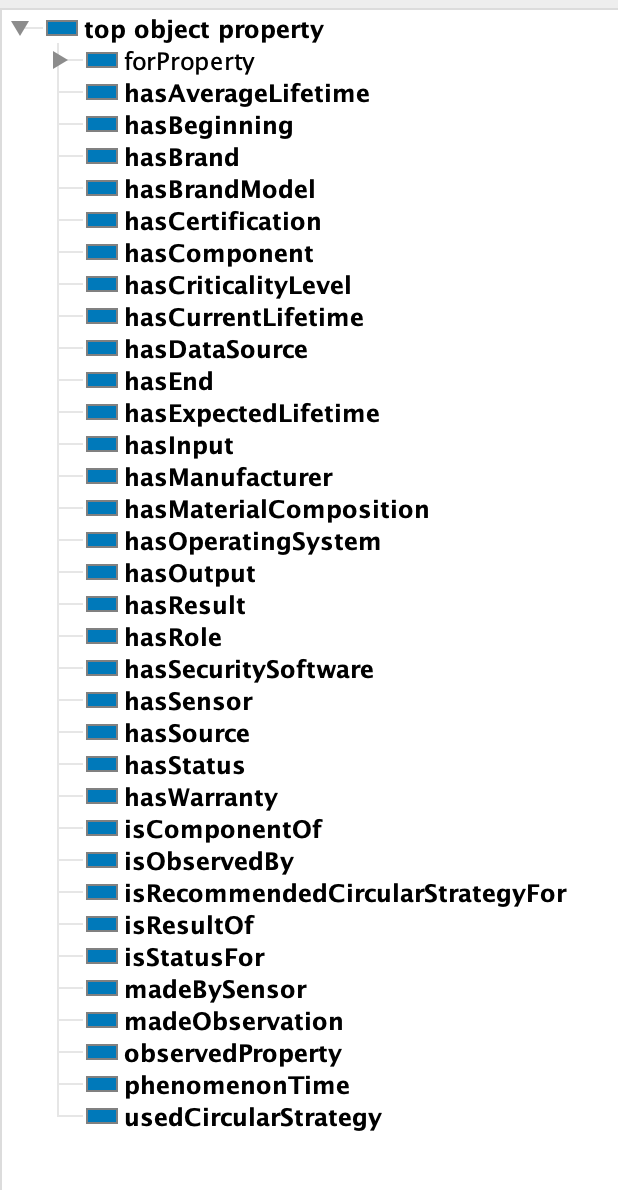 top object property
forProperty
hasAverageLifetime
hasBeginning
hasBrand
hasBrandModel
hasCertification
hasComponent
hasCriticalityLevel
hasCurrentLifetime
hasDataSource
hasEnd
hasExpectedLifetime
hasInput
hasManufacturer
hasMaterialComposition
hasOperatingSystem
hasOutput
hasResult
hasRole
hasSecuritySoftware
hasSensor
hasSource
hasStatus
hasWarranty
isComponentOf
isObservedBy
isRecommendedCircularStrategyFor
isResultOf
isStatusFor
madeBySensor
madeObservation
observedProperty
phenomenonTime
usedCircularStrategy